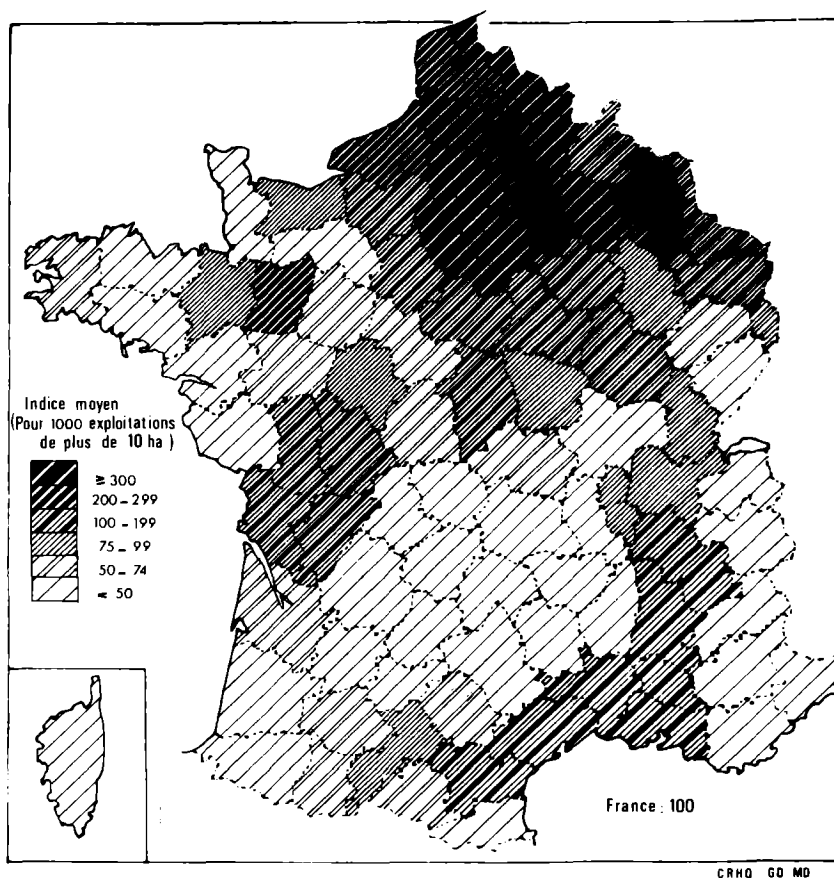 Indice moyen
(Pour 1000 exploitations
de plus de 10 ha)
≥ 300
200 - 299
100 - 199
75 - 99
50 - 74
< 50
France : 100
CRHQ GD MD